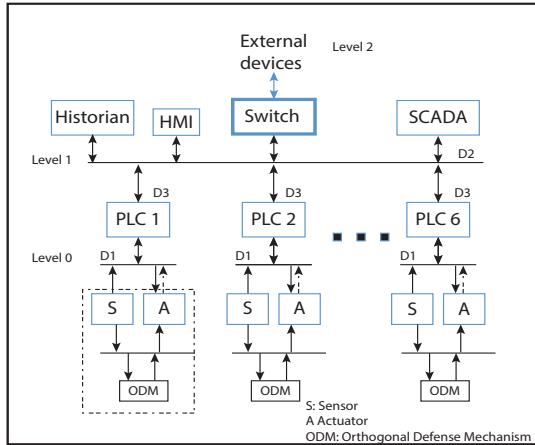 External
devices
Level 2
Historian
HMI
Switch
SCADA
Level 1
D2
D3
D3
D3
PLC 1
PLC 2
PLC 6
Level 0
D1
D1
D1
S
A
S
A
S
A
ODM
ODM
ODM
S: Sensor
A Actuator
ODM: Orthogonal Defense Mechanism